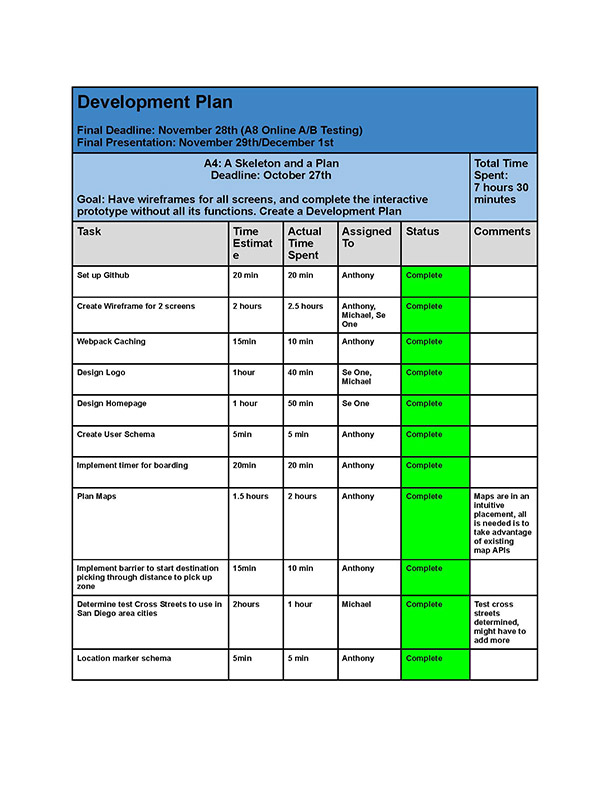 Development Plan
Final Deadline: November 28th (A8 Online A/B Testing)
Final Presentation: November 29th/December 1st
A4: A Skeleton and a Plan
Deadline: October 27th
Goal: Have wireframes for all screens, and complete the interactive
prototype without all its functions. Create a Development Plan
Total Time
Spent:
7 hours 30
minutes
Task
Time
Estimat
e
Actual
Time
Spent
Assigned
To
Status
Comments
Set up Github
20 min
20 min
Anthony
Complete
Create Wireframe for 2 screens
2 hours
2.5 hours
Anthony,
Michael, Se
One
Complete
Webpack Caching
15min
10 min
Anthony
Complete
Design Logo
1hour
40 min
Se One,
Michael
Complete
Design Homepage
1 hour
50 min
Se One
Complete
Create User Schema
5min
5 min
Anthony
Complete
Implement timer for boarding
20min
20 min
Anthony
Complete
Plan Maps
1.5 hours
2 hours
Anthony
Complete
Maps are in an
intuitive
placement, all
is needed is to
take advantage
of existing
map APIs
Implement barrier to start destination
picking through distance to pick up
zone
15min
10 min
Anthony
Complete
Determine test Cross Streets to use in
San Diego area cities
2hours
1 hour
Michael
Complete
Test cross
streets
determined,
might have to
add more
Location marker schema
5min
5 min
Anthony
Complete